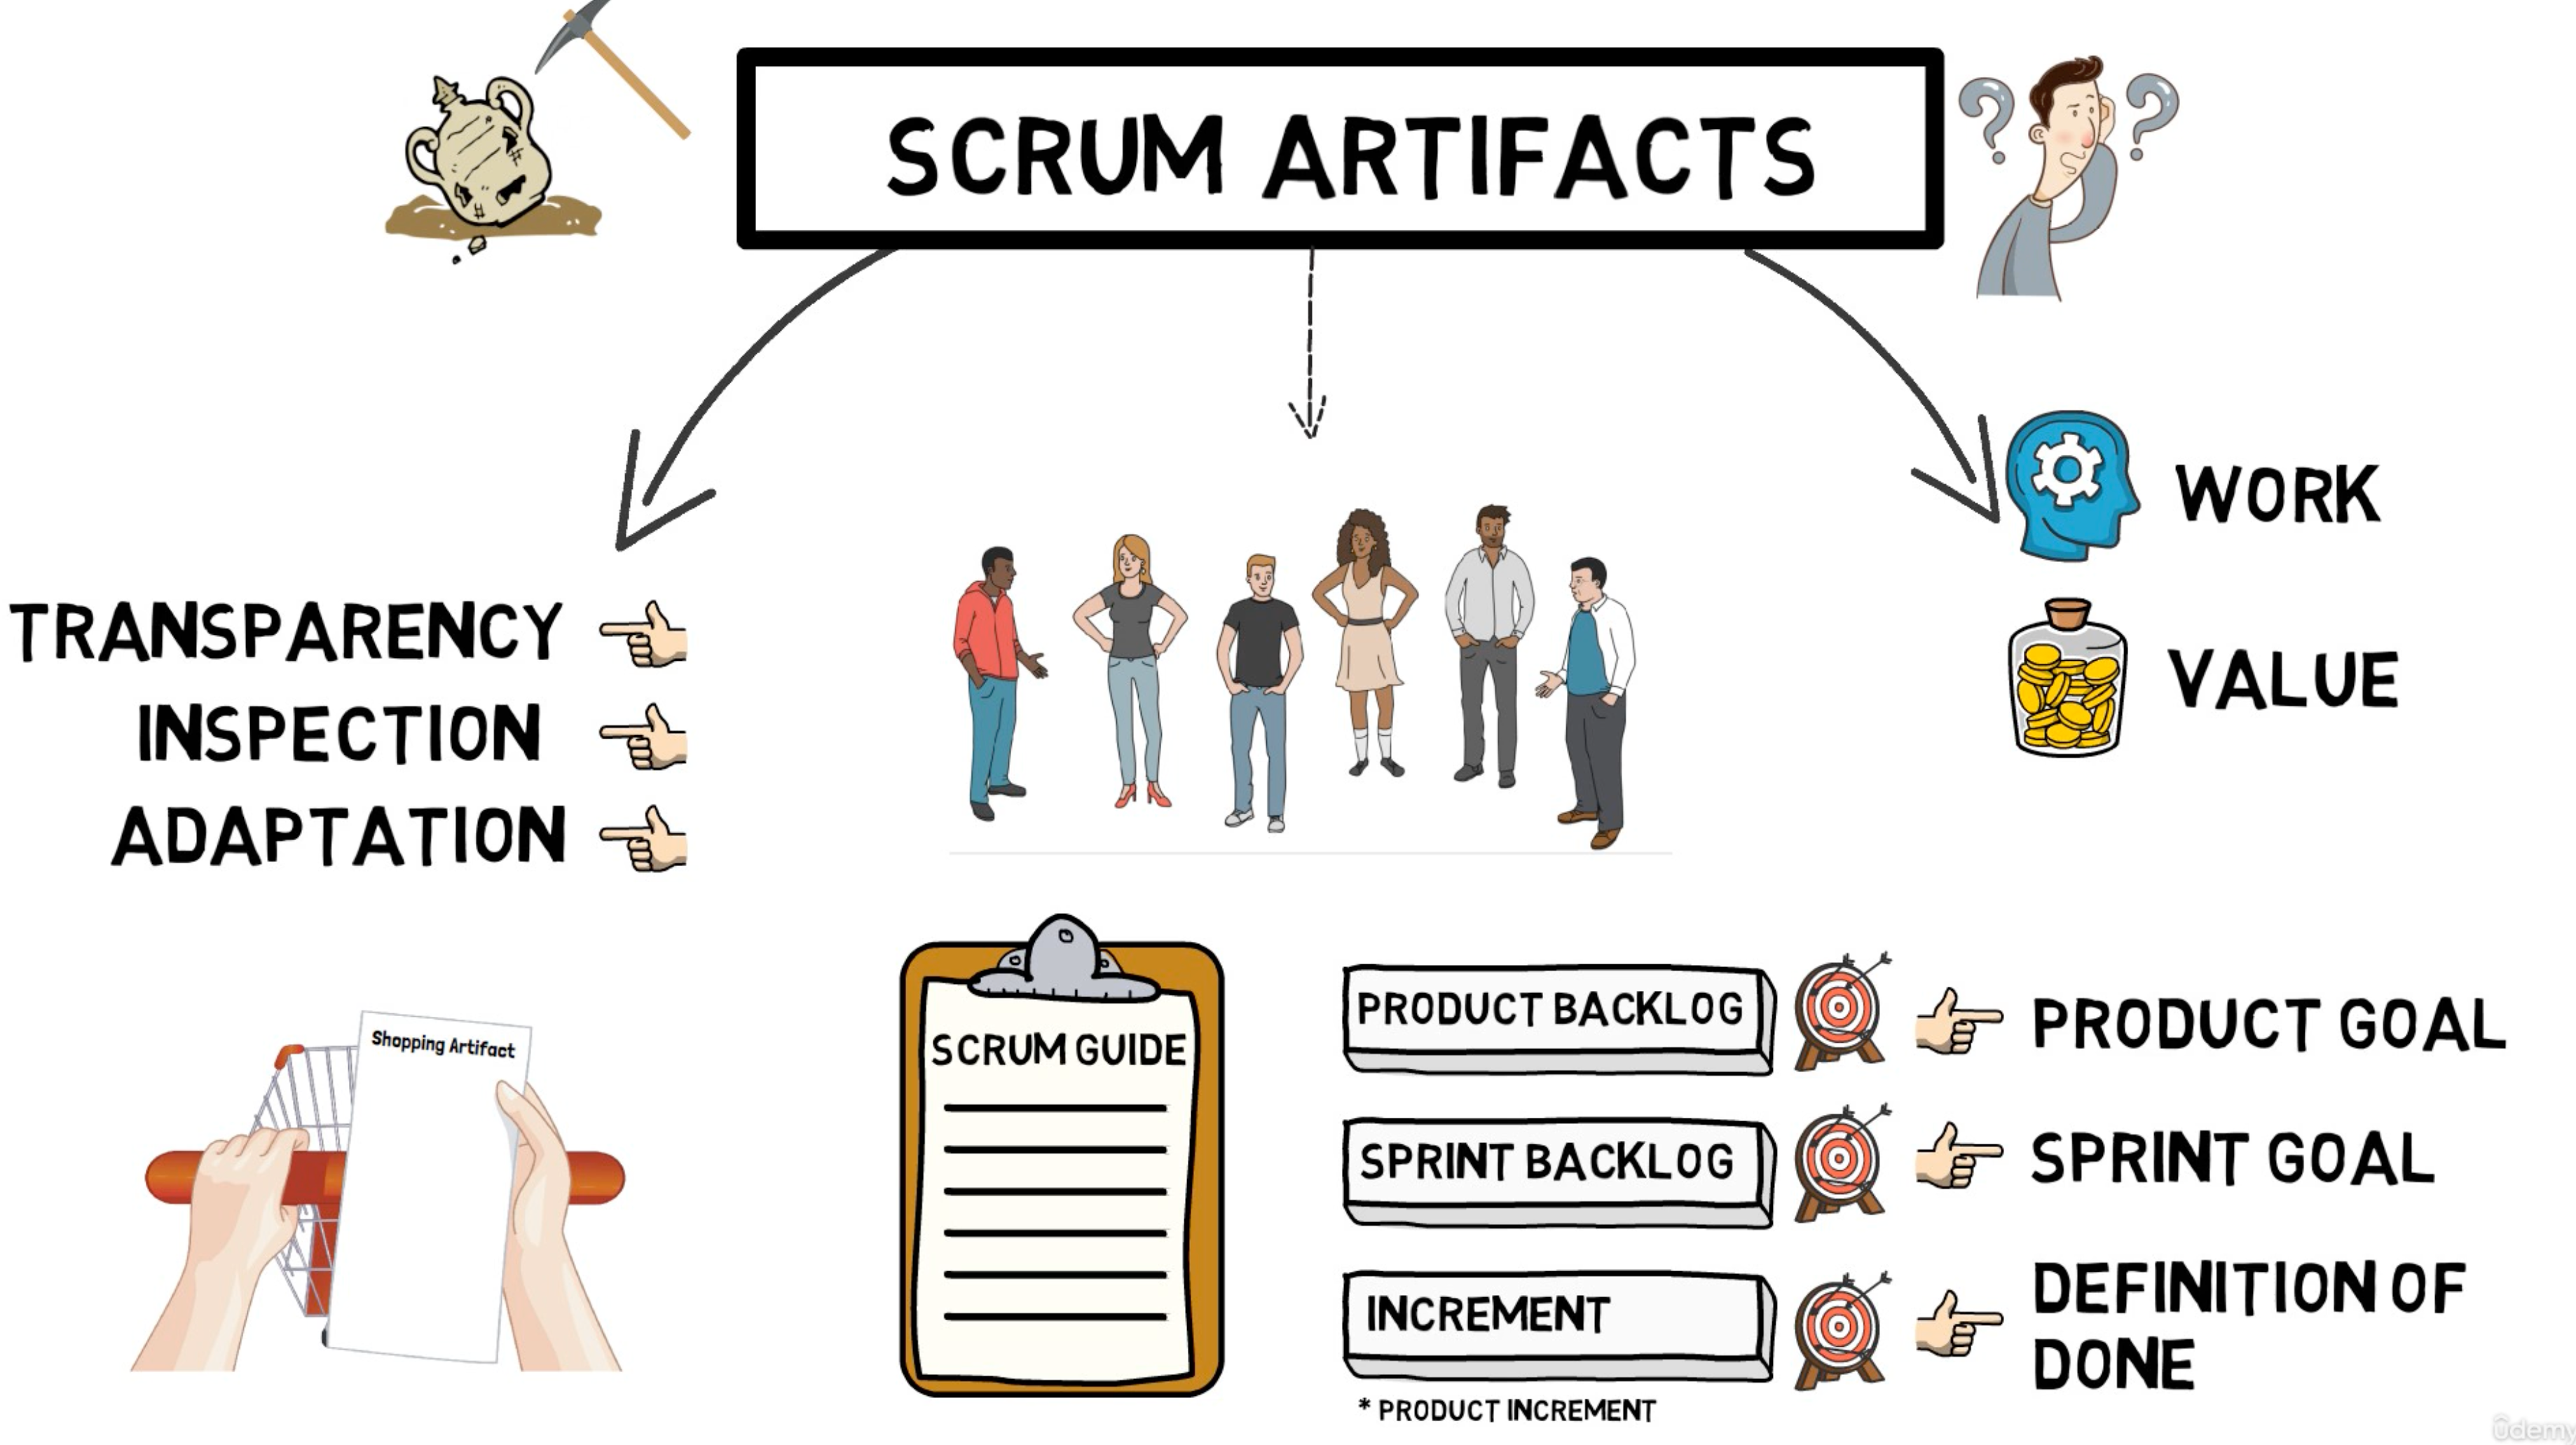 SCRUM ARTIFACTS
WORK
VALUE
TRANSPARENCY
INSPECTION
ADAPTATION
Shopping Artifact
SCRUM GUIDE
PRODUCT BACKLOG
PRODUCT GOAL
SPRINT BACKLOG
SPRINT GOAL
INCREMENT
DEFINITION OF
DONE
* PRODUCT INCREMENT
udemy